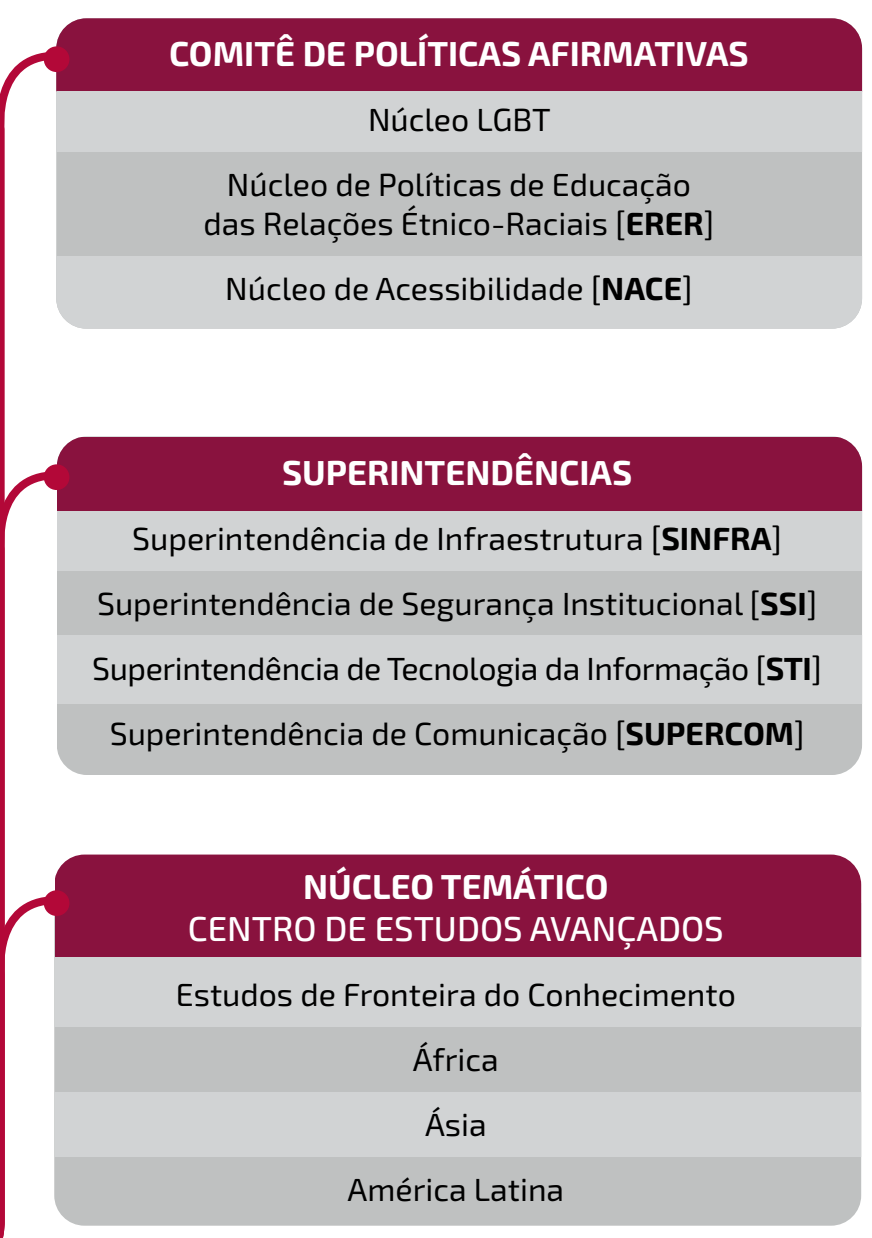 COMITÊ DE POLÍTICAS AFIRMATIVAS
Núcleo LGBT
Núcleo de Políticas de Educação
das Relações Étnico-Raciais [ERER]
Núcleo de Acessibilidade [NACE]
SUPERINTENDÊNCIAS
Superintendência de Infraestrutura [SINFRA]
Superintendência de Segurança Institucional [SSI]
Superintendência de Tecnologia da Informação [STI]
Superintendência de Comunicação [SUPERCOM]
NÚCLEO TEMÁTICO
CENTRO DE ESTUDOS AVANÇADOS
Estudos de Fronteira do Conhecimento
África
Ásia
América Latina